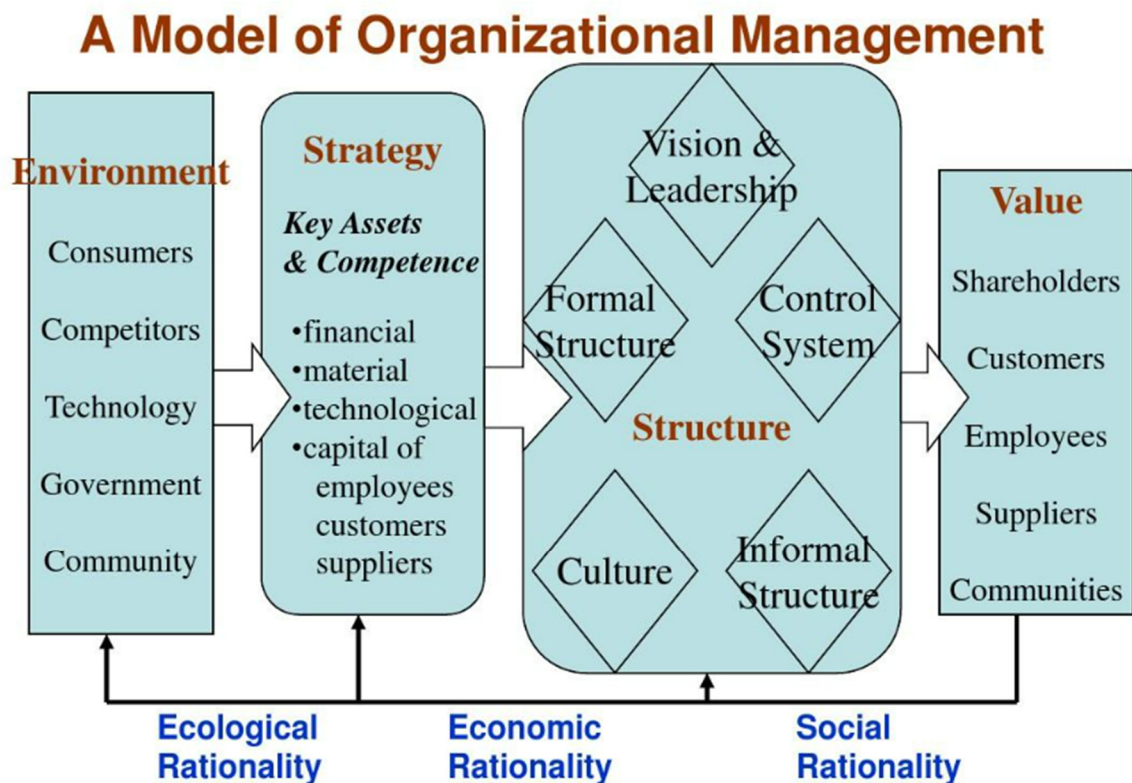 A Model of Organizational Management
Environment
Consumers
Competitors
Technology
Government
Community
Strategy
Key Assets
& Competence
•financial
•material
•technological
•capital of
employees
customers
suppliers
Vision &
Leadership
Formal
Structure
Control
System
Structure
Culture
Informal
Structure
Value
Shareholders
Customers
Employees
Suppliers
Communities
Ecological
Rationality
Economic
Rationality
Social
Rationality